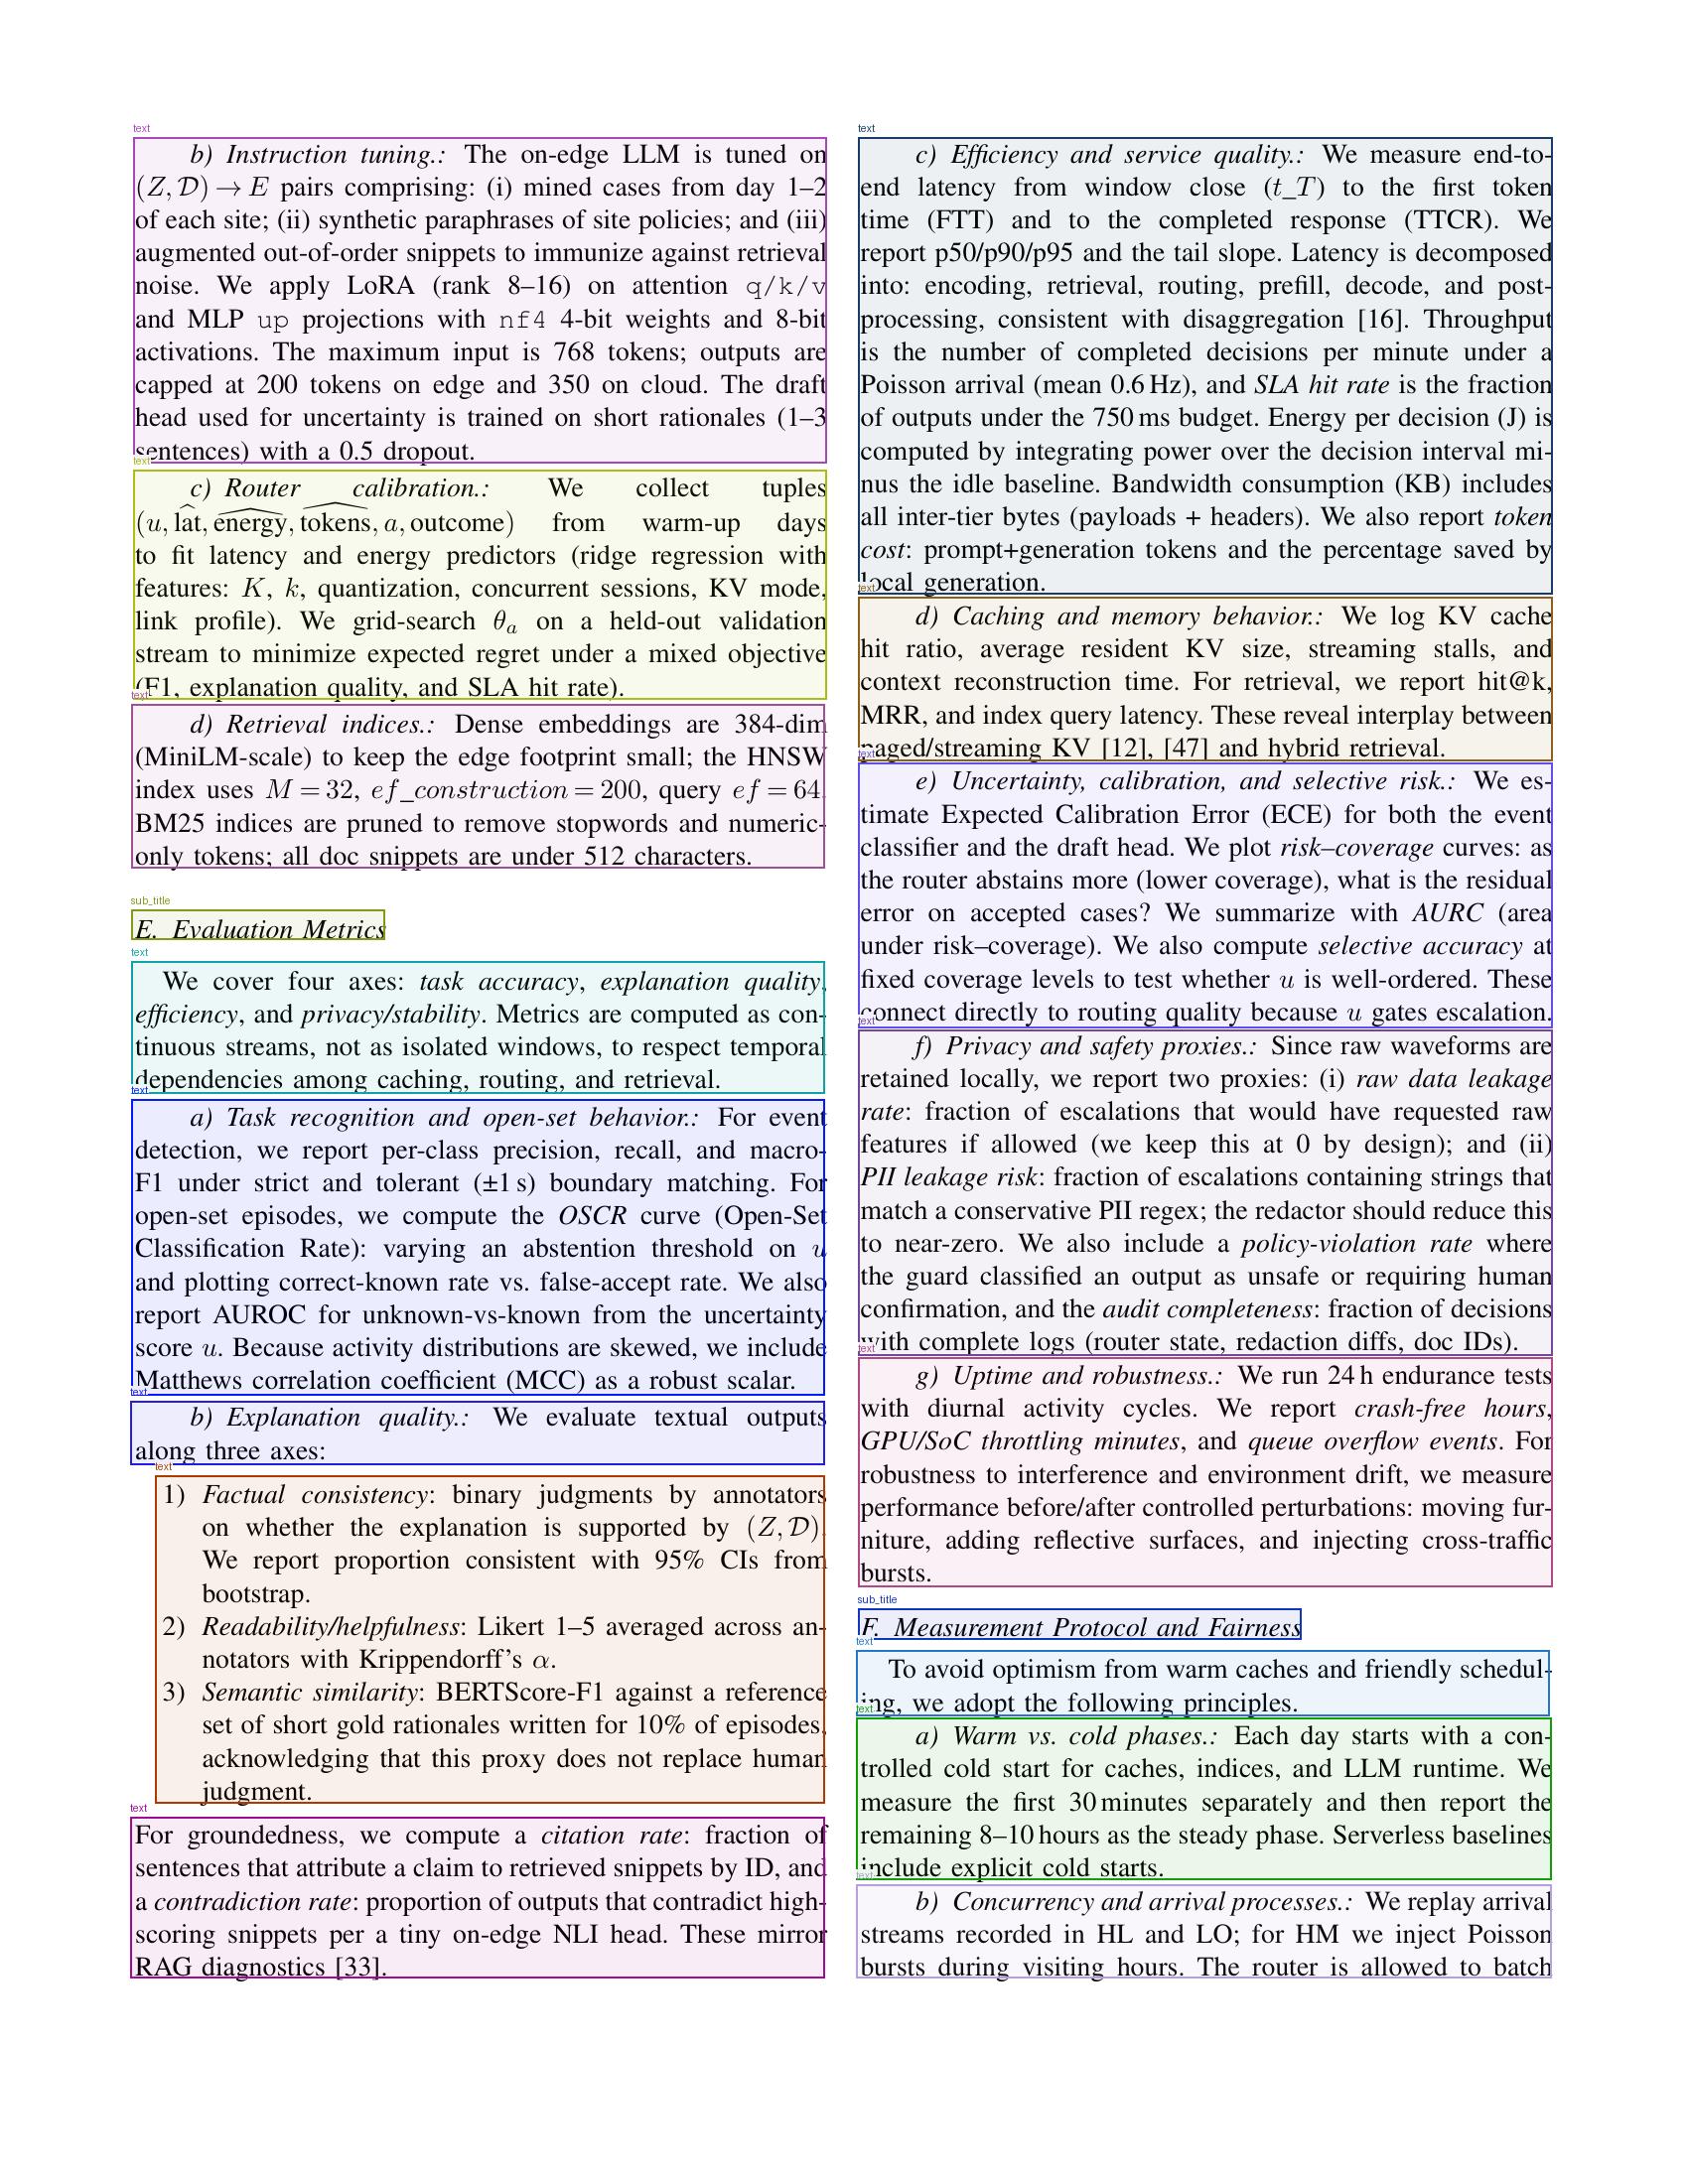 text
b) Instruction tuning.: The on-edge LLM is tuned on
(Z, D) → E pairs comprising: (i) mined cases from day 1–2
of each site; (ii) synthetic paraphrases of site policies; and (iii)
augmented out-of-order snippets to immunize against retrieval
noise. We apply LoRA (rank 8–16) on attention q/k/v
and MLP up projections with nf4 4-bit weights and 8-bit
activations. The maximum input is 768 tokens; outputs are
capped at 200 tokens on edge and 350 on cloud. The draft
head used for uncertainty is trained on short rationales (1–3
sentences) with a 0.5 dropout.
text
c) Router calibration.: We collect tuples
(u, l̂at, ênergy, t̂okens, a, outcome) from warm-up days
to fit latency and energy predictors (ridge regression with
features: K, k, quantization, concurrent sessions, KV mode,
link profile). We grid-search θ_a on a held-out validation
stream to minimize expected regret under a mixed objective
(F1, explanation quality, and SLA hit rate).
text
d) Retrieval indices.: Dense embeddings are 384-dim
(MiniLM-scale) to keep the edge footprint small; the HNSW
index uses M = 32, ef_construction = 200, query ef = 64.
BM25 indices are pruned to remove stopwords and numeric-
only tokens; all doc snippets are under 512 characters.
sub_title
E. Evaluation Metrics
text
We cover four axes: task accuracy, explanation quality,
efficiency, and privacy/stability. Metrics are computed as con-
tinuous streams, not as isolated windows, to respect temporal
dependencies among caching, routing, and retrieval.
text
a) Task recognition and open-set behavior.: For event
detection, we report per-class precision, recall, and macro-
F1 under strict and tolerant (±1 s) boundary matching. For
open-set episodes, we compute the OSCR curve (Open-Set
Classification Rate): varying an abstention threshold on u
and plotting correct-known rate vs. false-accept rate. We also
report AUROC for unknown-vs-known from the uncertainty
score u. Because activity distributions are skewed, we include
Matthews correlation coefficient (MCC) as a robust scalar.
text
b) Explanation quality.: We evaluate textual outputs
along three axes:
text
1) Factual consistency: binary judgments by annotators
on whether the explanation is supported by (Z, D).
We report proportion consistent with 95% CIs from
bootstrap.
2) Readability/helpfulness: Likert 1–5 averaged across an-
notators with Krippendorff's α.
3) Semantic similarity: BERTScore-F1 against a reference
set of short gold rationales written for 10% of episodes,
acknowledging that this proxy does not replace human
judgment.
text
For groundedness, we compute a citation rate: fraction of
sentences that attribute a claim to retrieved snippets by ID, and
a contradiction rate: proportion of outputs that contradict high-
scoring snippets per a tiny on-edge NLI head. These mirror
RAG diagnostics [33].
text
c) Efficiency and service quality.: We measure end-to-
end latency from window close (t_T) to the first token
time (FTT) and to the completed response (TTCR). We
report p50/p90/p95 and the tail slope. Latency is decomposed
into: encoding, retrieval, routing, prefill, decode, and post-
processing, consistent with disaggregation [16]. Throughput
is the number of completed decisions per minute under a
Poisson arrival (mean 0.6 Hz), and SLA hit rate is the fraction
of outputs under the 750 ms budget. Energy per decision (J) is
computed by integrating power over the decision interval mi-
nus the idle baseline. Bandwidth consumption (KB) includes
all inter-tier bytes (payloads + headers). We also report token
cost: prompt+generation tokens and the percentage saved by
local generation.
text
d) Caching and memory behavior.: We log KV cache
hit ratio, average resident KV size, streaming stalls, and
context reconstruction time. For retrieval, we report hit@k,
MRR, and index query latency. These reveal interplay between
paged/streaming KV [12], [47] and hybrid retrieval.
text
e) Uncertainty, calibration, and selective risk.: We es-
timate Expected Calibration Error (ECE) for both the event
classifier and the draft head. We plot risk–coverage curves: as
the router abstains more (lower coverage), what is the residual
error on accepted cases? We summarize with AURC (area
under risk–coverage). We also compute selective accuracy at
fixed coverage levels to test whether u is well-ordered. These
connect directly to routing quality because u gates escalation.
text
f) Privacy and safety proxies.: Since raw waveforms are
retained locally, we report two proxies: (i) raw data leakage
rate: fraction of escalations that would have requested raw
features if allowed (we keep this at 0 by design); and (ii)
PII leakage risk: fraction of escalations containing strings that
match a conservative PII regex; the redactor should reduce this
to near-zero. We also include a policy-violation rate where
the guard classified an output as unsafe or requiring human
confirmation, and the audit completeness: fraction of decisions
with complete logs (router state, redaction diffs, doc IDs).
text
g) Uptime and robustness.: We run 24 h endurance tests
with diurnal activity cycles. We report crash-free hours,
GPU/SoC throttling minutes, and queue overflow events. For
robustness to interference and environment drift, we measure
performance before/after controlled perturbations: moving fur-
niture, adding reflective surfaces, and injecting cross-traffic
bursts.
sub_title
F. Measurement Protocol and Fairness
text
To avoid optimism from warm caches and friendly schedul-
ing, we adopt the following principles.
text
a) Warm vs. cold phases.: Each day starts with a con-
trolled cold start for caches, indices, and LLM runtime. We
measure the first 30 minutes separately and then report the
remaining 8–10 hours as the steady phase. Serverless baselines
include explicit cold starts.
text
b) Concurrency and arrival processes.: We replay arrival
streams recorded in HL and LO; for HM we inject Poisson
bursts during visiting hours. The router is allowed to batch